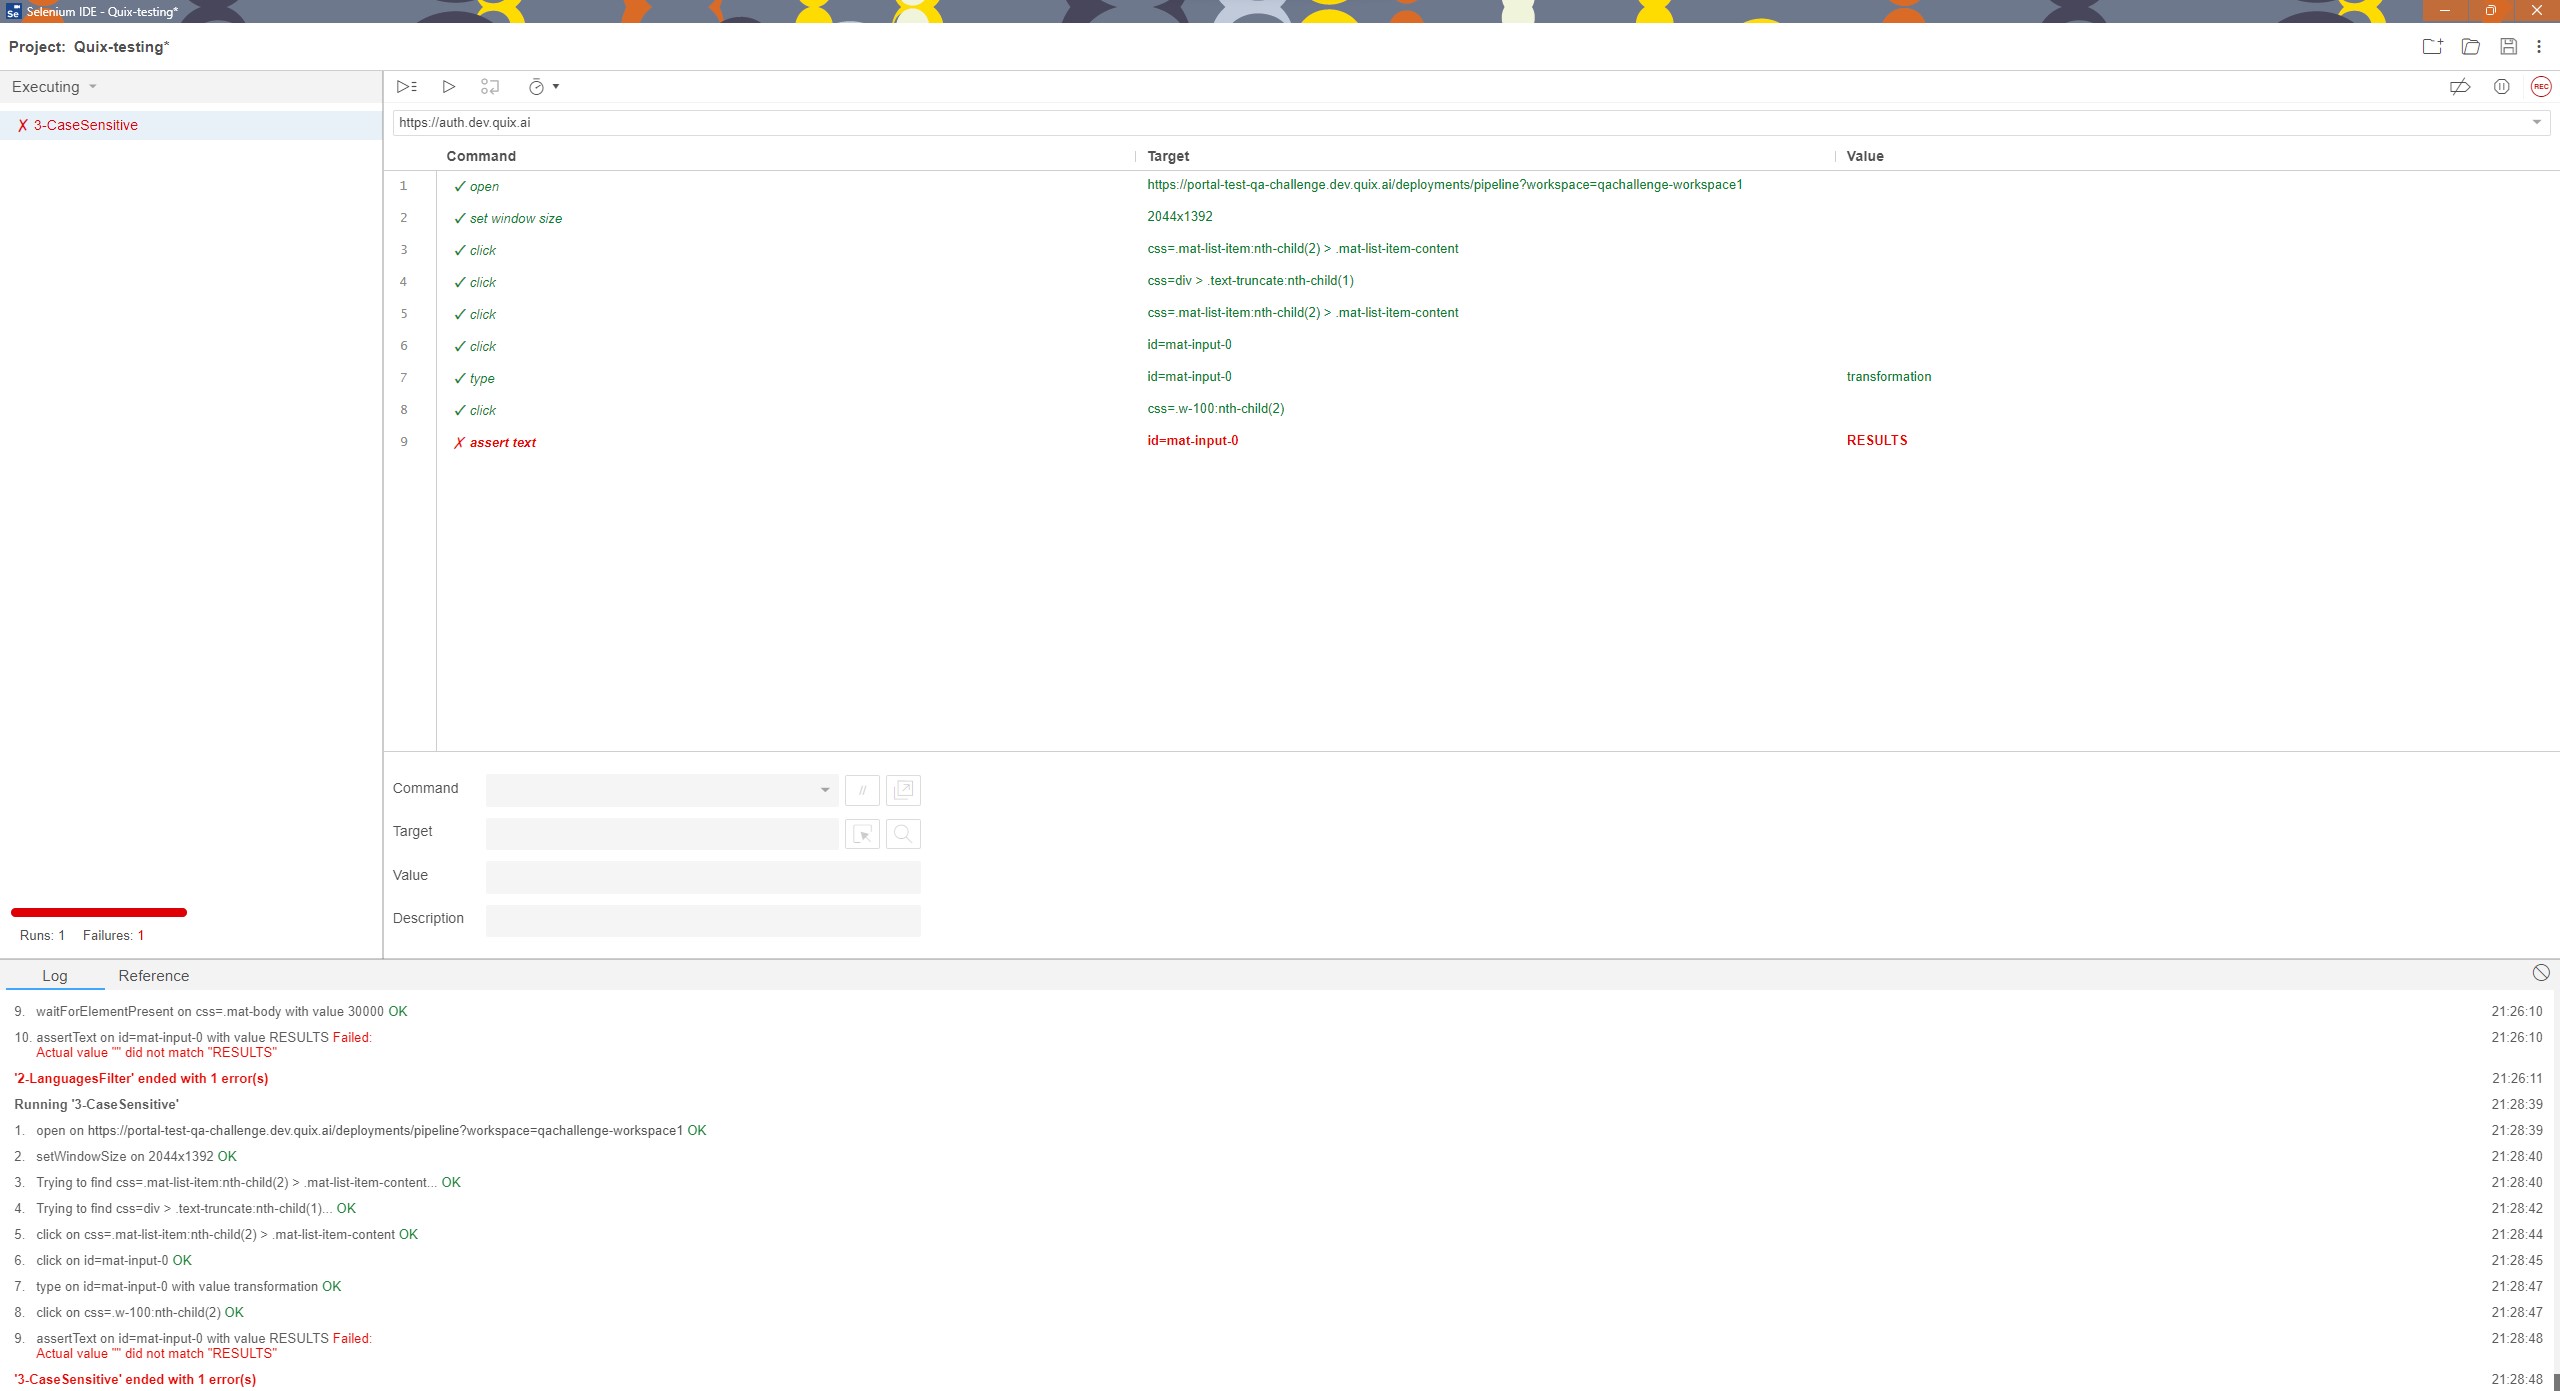 Selenium IDE - Quix-testing*
Project: Quix-testing*
Executing
REC
✗ 3-CaseSensitive
https://auth.dev.quix.ai
Command Target Value
1 ✓ open https://portal-test-qa-challenge.dev.quix.ai/deployments/pipeline?workspace=qachallenge-workspace1
2 ✓ set window size 2044x1392
3 ✓ click css=.mat-list-item:nth-child(2) > .mat-list-item-content
4 ✓ click css=div > .text-truncate:nth-child(1)
5 ✓ click css=.mat-list-item:nth-child(2) > .mat-list-item-content
6 ✓ click id=mat-input-0
7 ✓ type id=mat-input-0 transformation
8 ✓ click css=.w-100:nth-child(2)
9 ✗ assert text id=mat-input-0 RESULTS
Command //
Target
Value
Description
Runs: 1 Failures: 1
Log Reference
9. waitForElementPresent on css=.mat-body with value 30000 OK 21:26:10
10. assertText on id=mat-input-0 with value RESULTS Failed: 21:26:10
Actual value "" did not match "RESULTS"
'2-LanguagesFilter' ended with 1 error(s) 21:26:11
Running '3-CaseSensitive' 21:28:39
1. open on https://portal-test-qa-challenge.dev.quix.ai/deployments/pipeline?workspace=qachallenge-workspace1 OK 21:28:39
2. setWindowSize on 2044x1392 OK 21:28:40
3. Trying to find css=.mat-list-item:nth-child(2) > .mat-list-item-content... OK 21:28:40
4. Trying to find css=div > .text-truncate:nth-child(1)... OK 21:28:42
5. click on css=.mat-list-item:nth-child(2) > .mat-list-item-content OK 21:28:44
6. click on id=mat-input-0 OK 21:28:45
7. type on id=mat-input-0 with value transformation OK 21:28:47
8. click on css=.w-100:nth-child(2) OK 21:28:47
9. assertText on id=mat-input-0 with value RESULTS Failed: 21:28:48
Actual value "" did not match "RESULTS"
'3-CaseSensitive' ended with 1 error(s) 21:28:48